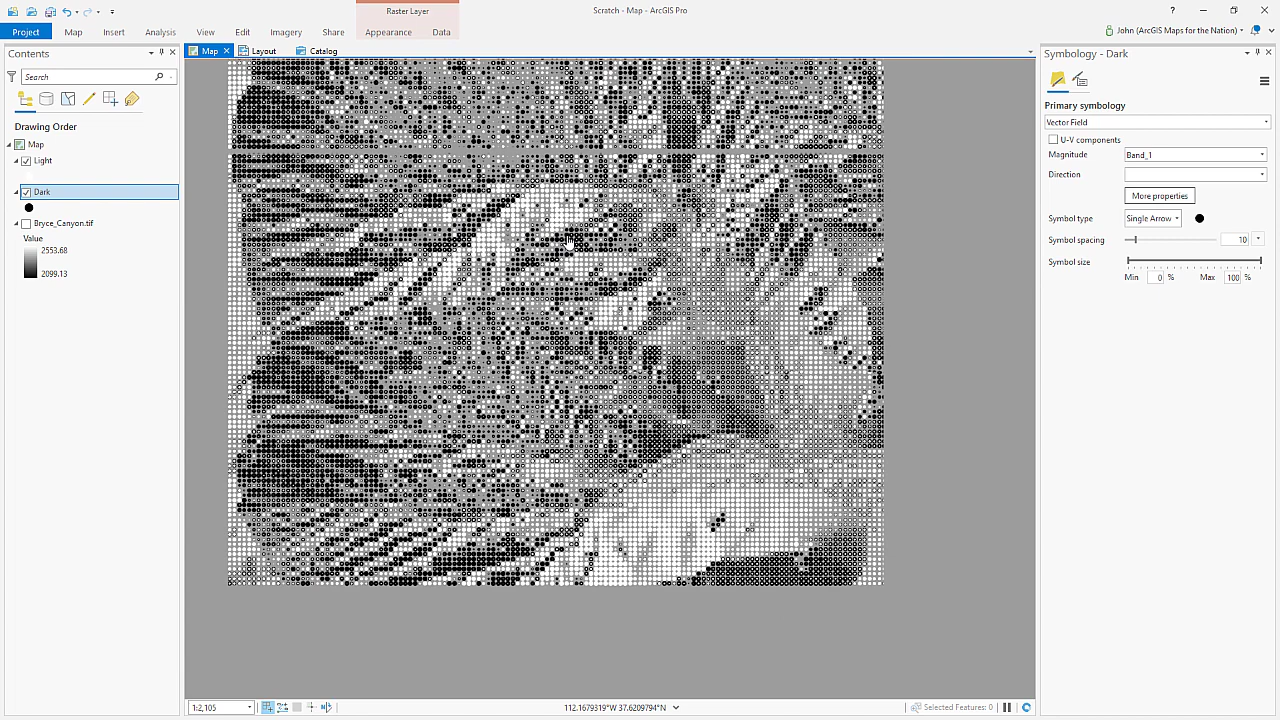 Raster Layer
Scratch - Map - ArcGIS Pro
?
Project Map Insert Analysis View Edit Imagery Share Appearance Data
John (ArcGIS Maps for the Nation)
Contents
Map Layout Catalog
Symbology - Dark
Search
Drawing Order
Map
Light
Dark
Bryce_Canyon.tif
Value
2553.68
2099.13
Primary symbology
Vector Field
U-V components
Magnitude Band_1
Direction
More properties
Symbol type Single Arrow
Symbol spacing 10
Symbol size
Min 0 % Max 100 %
1:2,105
112.1679319°W 37.6209794°N
Selected Features: 0